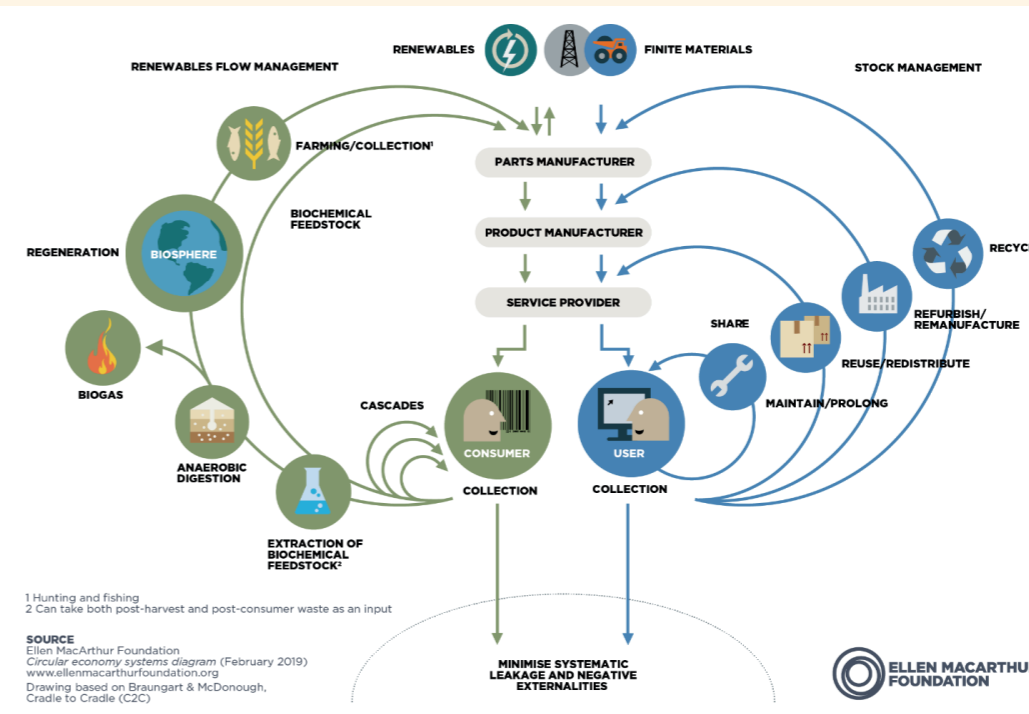 RENEWABLES
FINITE MATERIALS
RENEWABLES FLOW MANAGEMENT
STOCK MANAGEMENT
FARMING/COLLECTION¹
PARTS MANUFACTURER
BIOCHEMICAL
FEEDSTOCK
PRODUCT MANUFACTURER
REGENERATION
BIOSPHERE
RECYC
SERVICE PROVIDER
SHARE
REFURBISH/
REMANUFACTURE
REUSE/REDISTRIBUTE
BIOGAS
CASCADES
MAINTAIN/PROLONG
CONSUMER
USER
ANAEROBIC
DIGESTION
COLLECTION
COLLECTION
EXTRACTION OF
BIOCHEMICAL
FEEDSTOCK²
1 Hunting and fishing
2 Can take both post-harvest and post-consumer waste as an input
SOURCE
Ellen MacArthur Foundation
Circular economy systems diagram (February 2019)
www.ellenmacarthurfoundation.org
Drawing based on Braungart & McDonough,
Cradle to Cradle (C2C)
MINIMISE SYSTEMATIC
LEAKAGE AND NEGATIVE
EXTERNALITIES
ELLEN MACARTHUR
FOUNDATION